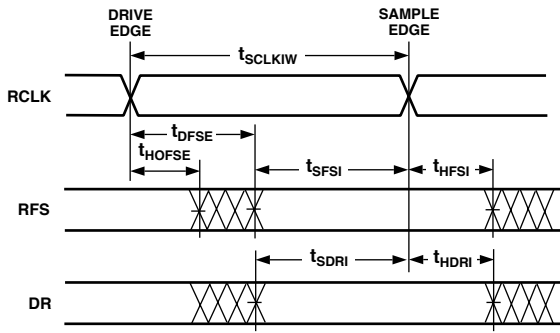 DRIVE EDGE
SAMPLE EDGE
tSCLKIW
RCLK
tDFSE
tHOFSE
tSFSI
tHFSI
RFS
tSDRI
tHDRI
DR